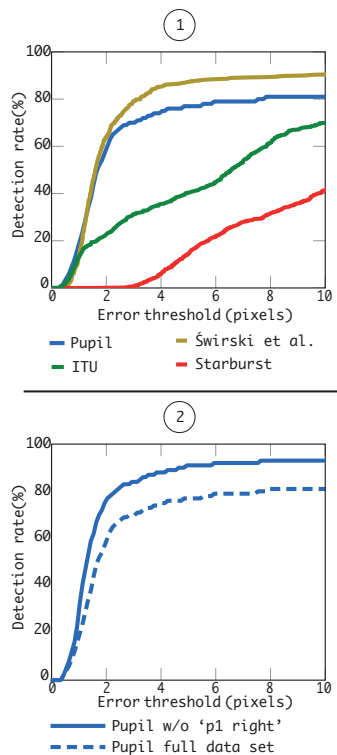 1
100
80
60
40
20
0
Detection rate(%)
2 4 6 8 10
Error threshold (pixels)
Pupil Świrski et al.
ITU Starburst
2
100
80
60
40
20
0
Detection rate(%)
2 4 6 8 10
Error threshold (pixels)
Pupil w/o ‘p1 right’
Pupil full data set